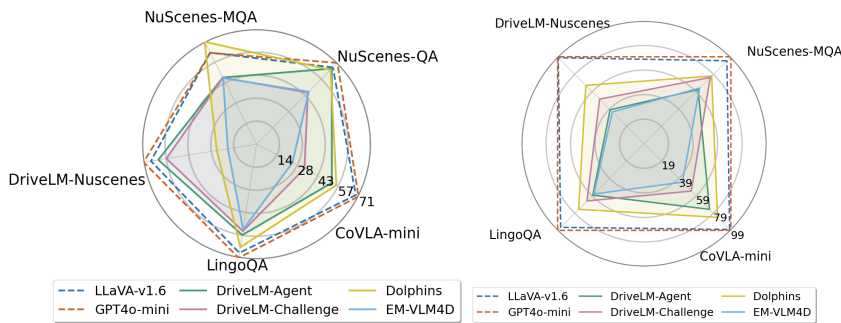 NuScenes-MQA
NuScenes-QA
DriveLM-Nuscenes
LingoQA
CoVLA-mini
14
28
43
57
71
LLaVA-v1.6
DriveLM-Agent
Dolphins
GPT4o-mini
DriveLM-Challenge
EM-VLM4D
DriveLM-Nuscenes
NuScenes-MQA
LingoQA
CoVLA-mini
19
39
59
79
99
LLaVA-v1.6
DriveLM-Agent
Dolphins
GPT4o-mini
DriveLM-Challenge
EM-VLM4D